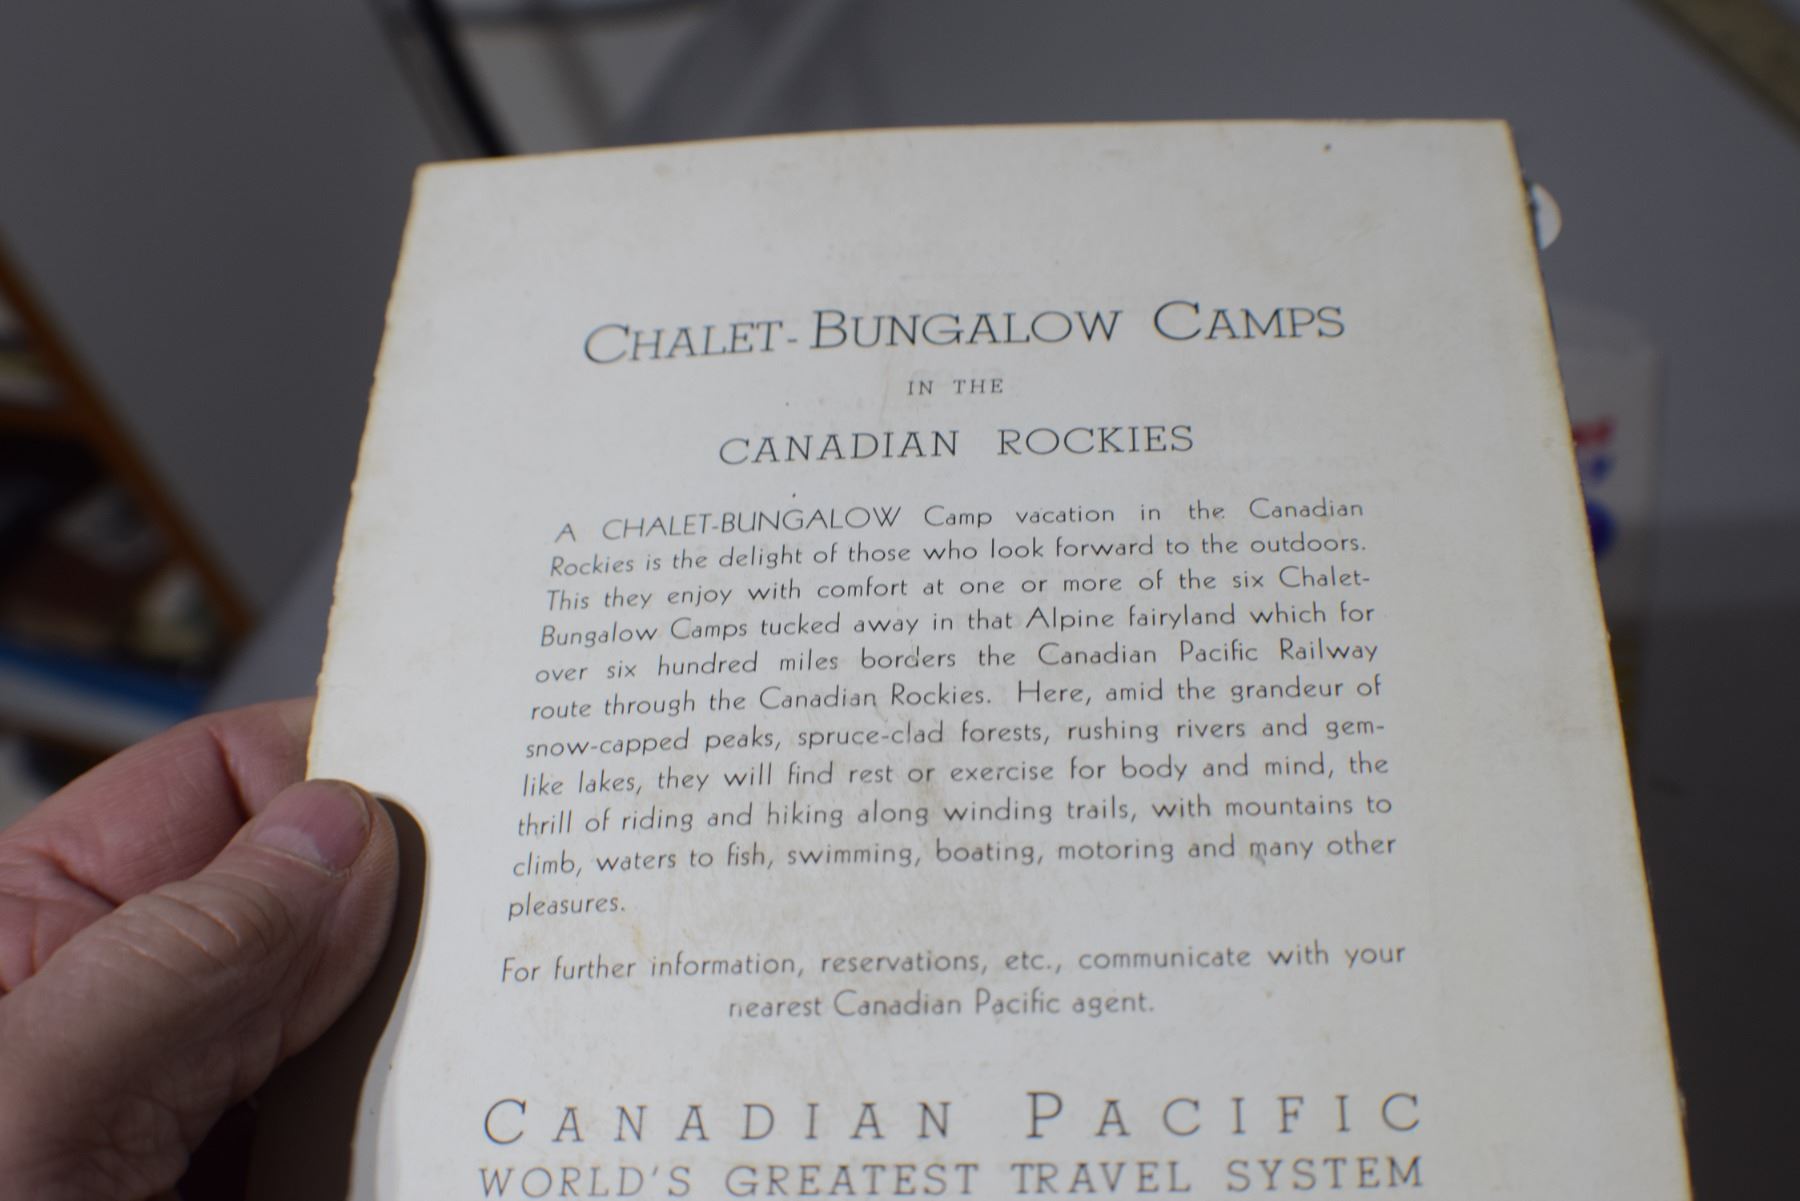 CHALET-BUNGALOW CAMPS
IN THE
CANADIAN ROCKIES
A CHALET-BUNGALOW Camp vacation in the Canadian
Rockies is the delight of those who look forward to the outdoors.
This they enjoy with comfort at one or more of the six Chalet-
Bungalow Camps tucked away in that Alpine fairyland which for
over six hundred miles borders the Canadian Pacific Railway
route through the Canadian Rockies. Here, amid the grandeur of
snow-capped peaks, spruce-clad forests, rushing rivers and gem-
like lakes, they will find rest or exercise for body and mind, the
thrill of riding and hiking along winding trails, with mountains to
climb, waters to fish, swimming, boating, motoring and many other
pleasures.
For further information, reservations, etc., communicate with your
nearest Canadian Pacific agent.
CANADIAN PACIFIC
WORLD'S GREATEST TRAVEL SYSTEM